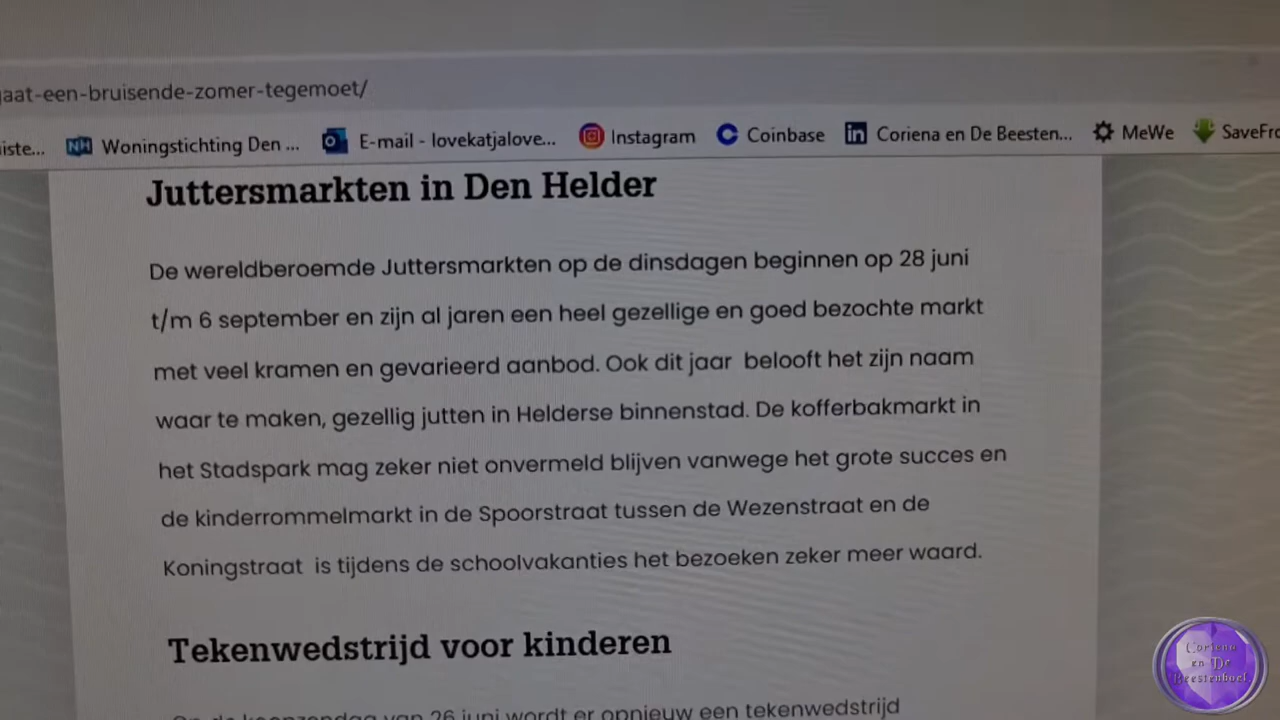 gaat-een-bruisende-zomer-tegemoet/
iste... Woningstichting Den ... E-mail - lovekatjalove... Instagram Coinbase Coriena en De Beesten... MeWe SaveFro
Juttersmarkten in Den Helder
De wereldberoemde Juttersmarkten op de dinsdagen beginnen op 28 juni
t/m 6 september en zijn al jaren een heel gezellige en goed bezochte markt
met veel kramen en gevarieerd aanbod. Ook dit jaar belooft het zijn naam
waar te maken, gezellig jutten in Helderse binnenstad. De kofferbakmarkt in
het Stadspark mag zeker niet onvermeld blijven vanwege het grote succes en
de kinderrommelmarkt in de Spoorstraat tussen de Wezenstraat en de
Koningstraat is tijdens de schoolvakanties het bezoeken zeker meer waard.
Tekenwedstrijd voor kinderen
Op de koopzondag van 26 juni wordt er opnieuw een tekenwedstrijd
Coriena
en De
Beestenboel